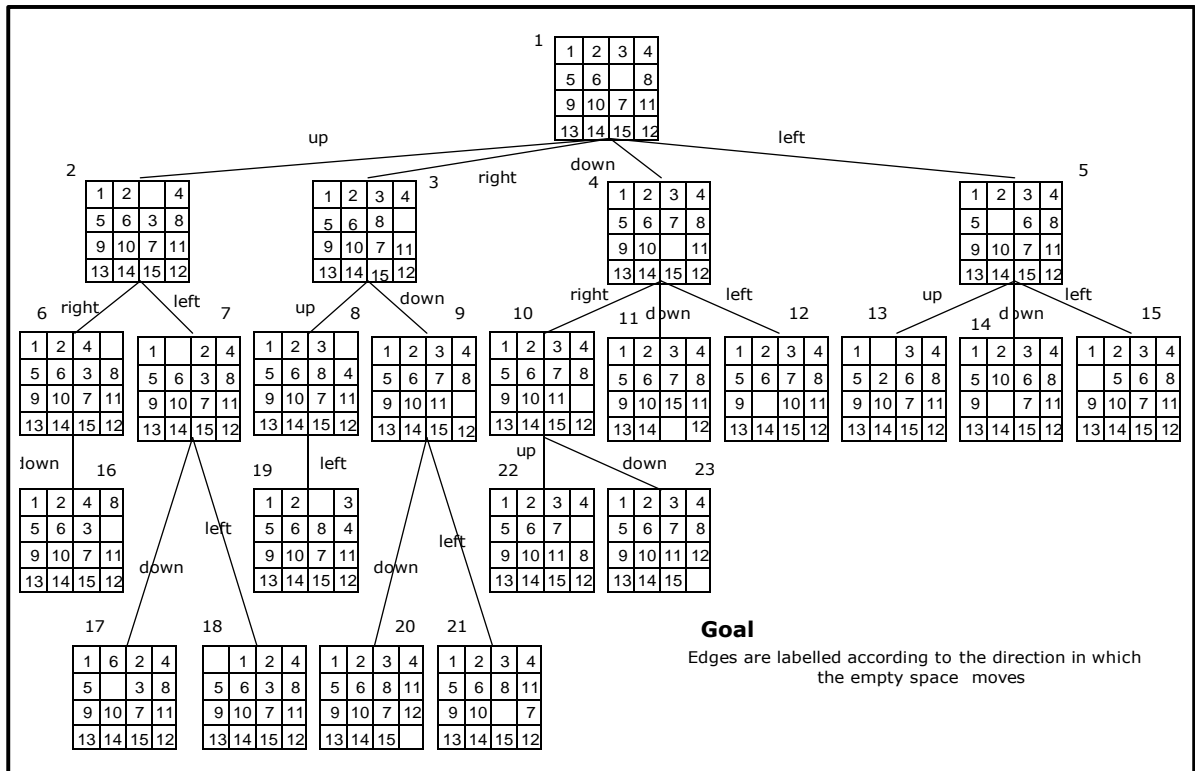 1
1 2 3 4
5 6 8
9 10 7 11
13 14 15 12
up
right
down
left
2
1 2 4
5 6 3 8
9 10 7 11
13 14 15 12
3
1 2 3 4
5 6 8
9 10 7 11
13 14 15 12
4
1 2 3 4
5 6 7 8
9 10 11
13 14 15 12
5
1 2 3 4
5 6 8
9 10 7 11
13 14 15 12
right
left
up
down
right
down
left
up
down
left
6
1 2 4
5 6 3 8
9 10 7 11
13 14 15 12
7
1 2 4
5 6 3 8
9 10 7 11
13 14 15 12
8
1 2 3
5 6 8 4
9 10 7 11
13 14 15 12
9
1 2 3 4
5 6 7 8
9 10 11
13 14 15 12
10
1 2 3 4
5 6 7 8
9 10 11
13 14 15 12
11
1 2 3 4
5 6 7 8
9 10 15 11
13 14 12
12
1 2 3 4
5 6 7 8
9 10 11
13 14 15 12
13
1 3 4
5 2 6 8
9 10 7 11
13 14 15 12
14
1 2 3 4
5 10 6 8
9 7 11
13 14 15 12
15
1 2 3 4
5 6 8
9 10 7 11
13 14 15 12
down
left
up
down
16
1 2 4 8
5 6 3
9 10 7 11
13 14 15 12
19
1 2 3
5 6 8 4
9 10 7 11
13 14 15 12
22
1 2 3 4
5 6 7
9 10 11 8
13 14 15 12
23
1 2 3 4
5 6 7 8
9 10 11 12
13 14 15
down
left
down
left
17
1 6 2 4
5 3 8
9 10 7 11
13 14 15 12
18
1 2 4
5 6 3 8
9 10 7 11
13 14 15 12
20
1 2 3 4
5 6 8 11
9 10 7 12
13 14 15
21
1 2 3 4
5 6 8 11
9 10 7
13 14 15 12
Goal
Edges are labelled according to the direction in which
the empty space moves